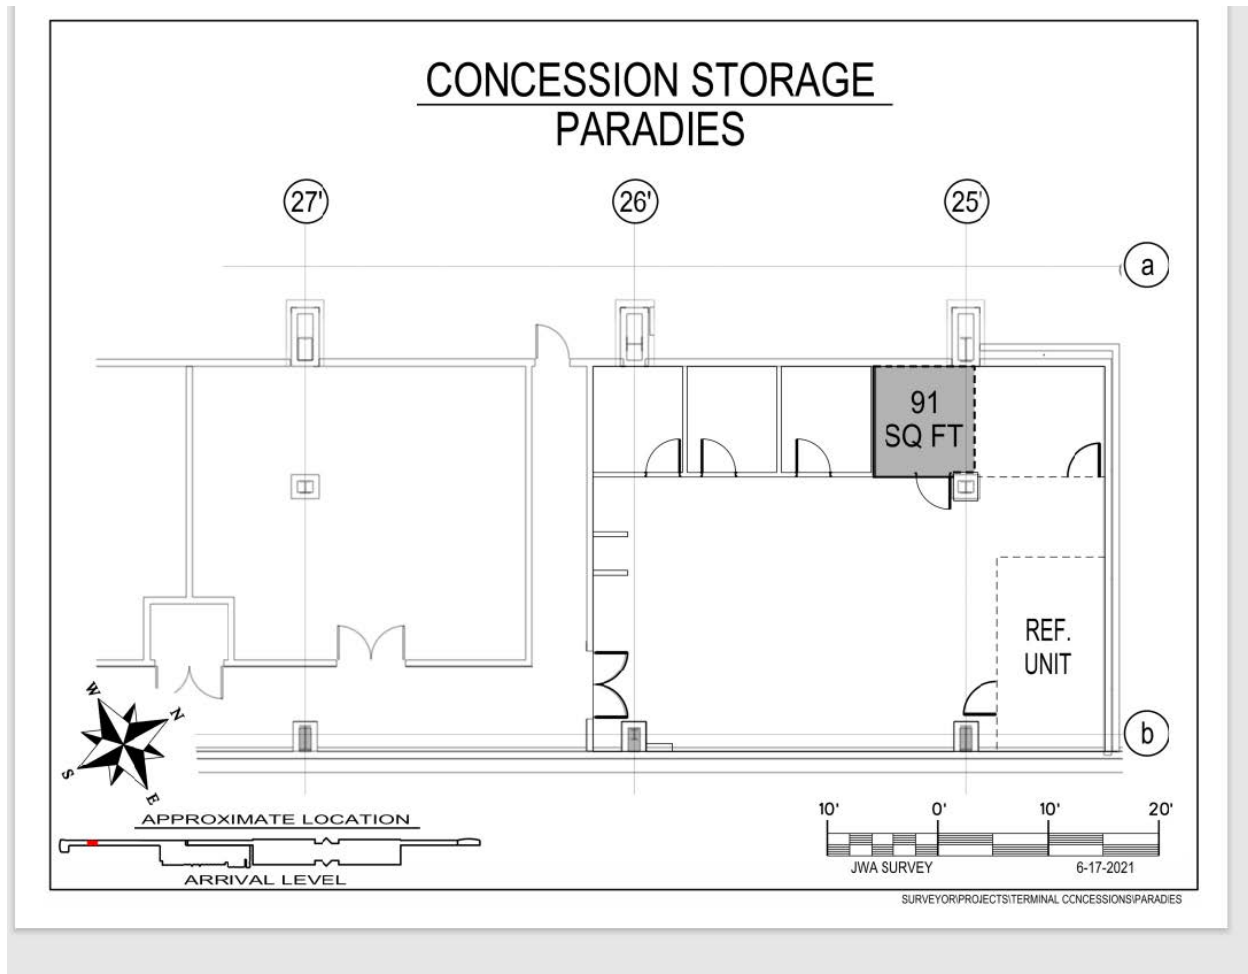 CONCESSION STORAGE
PARADIES
27'
26'
25'
a
91
SQ FT
REF.
UNIT
b
W
N
S
E
APPROXIMATE LOCATION
ARRIVAL LEVEL
10' 0' 10' 20'
JWA SURVEY 6-17-2021
SURVEYOR\PROJECTS\TERMINAL CONCESSIONS\PARADIES